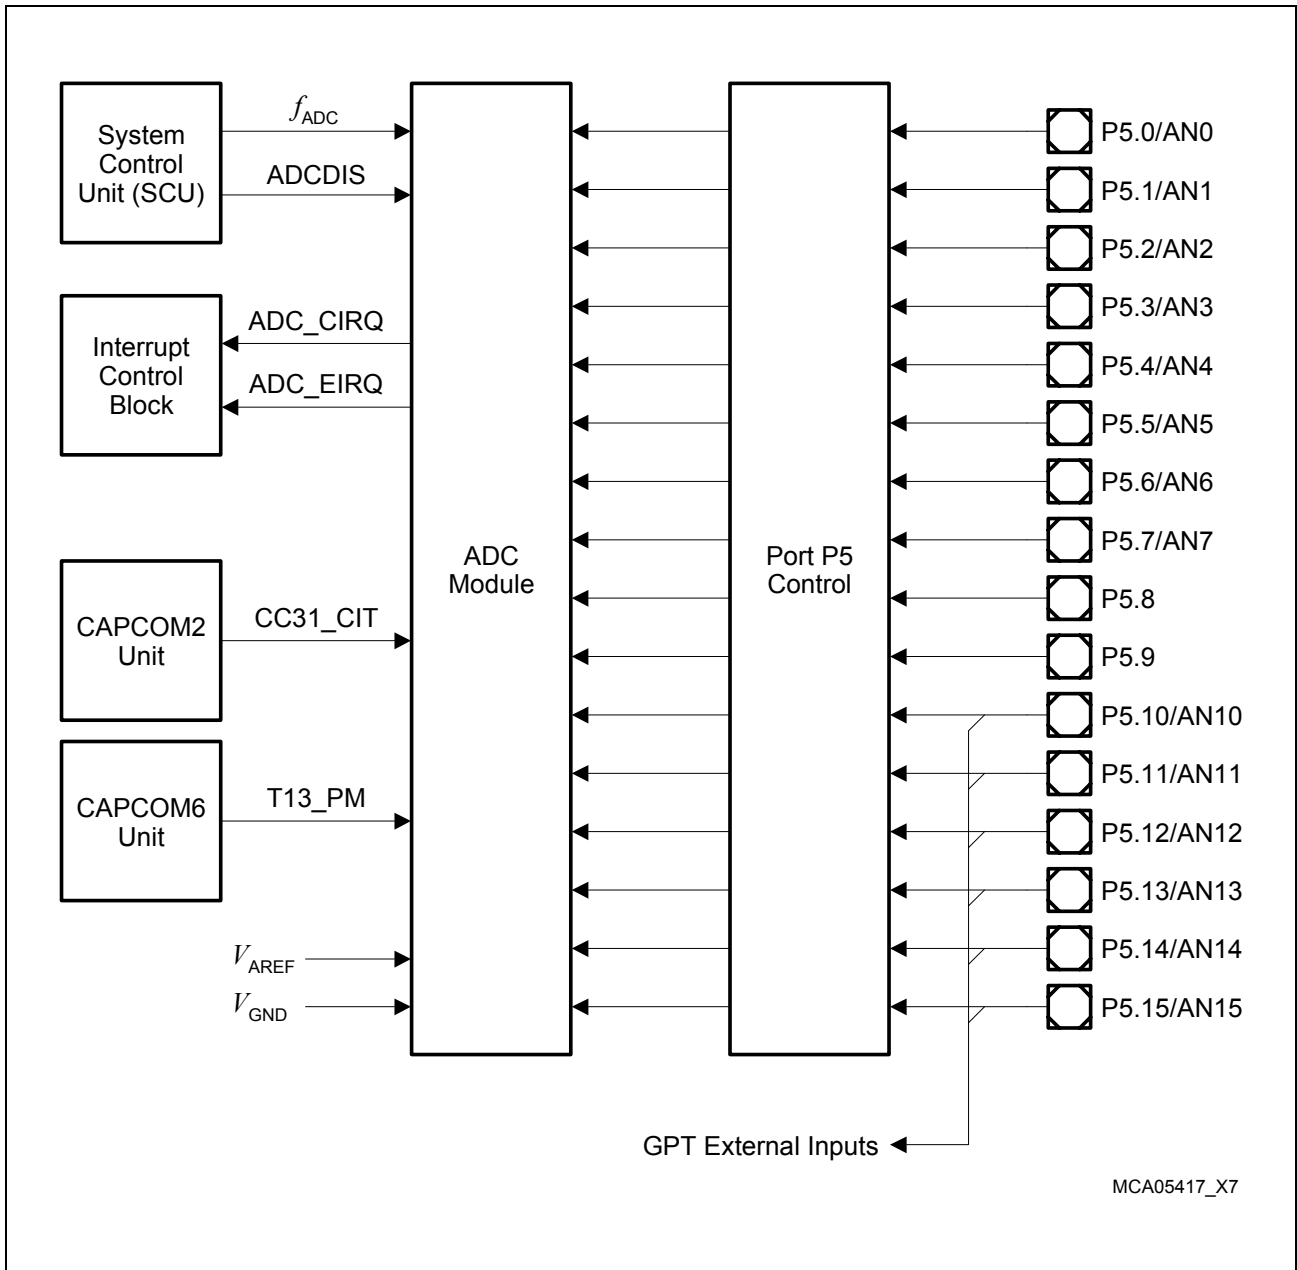 System
Control
Unit (SCU)
fADC
ADCDIS
Interrupt
Control
Block
ADC_CIRQ
ADC_EIRQ
CAPCOM2
Unit
CC31_CIT
CAPCOM6
Unit
T13_PM
VAREF
VGND
ADC
Module
Port P5
Control
P5.0/AN0
P5.1/AN1
P5.2/AN2
P5.3/AN3
P5.4/AN4
P5.5/AN5
P5.6/AN6
P5.7/AN7
P5.8
P5.9
P5.10/AN10
P5.11/AN11
P5.12/AN12
P5.13/AN13
P5.14/AN14
P5.15/AN15
GPT External Inputs
MCA05417_X7